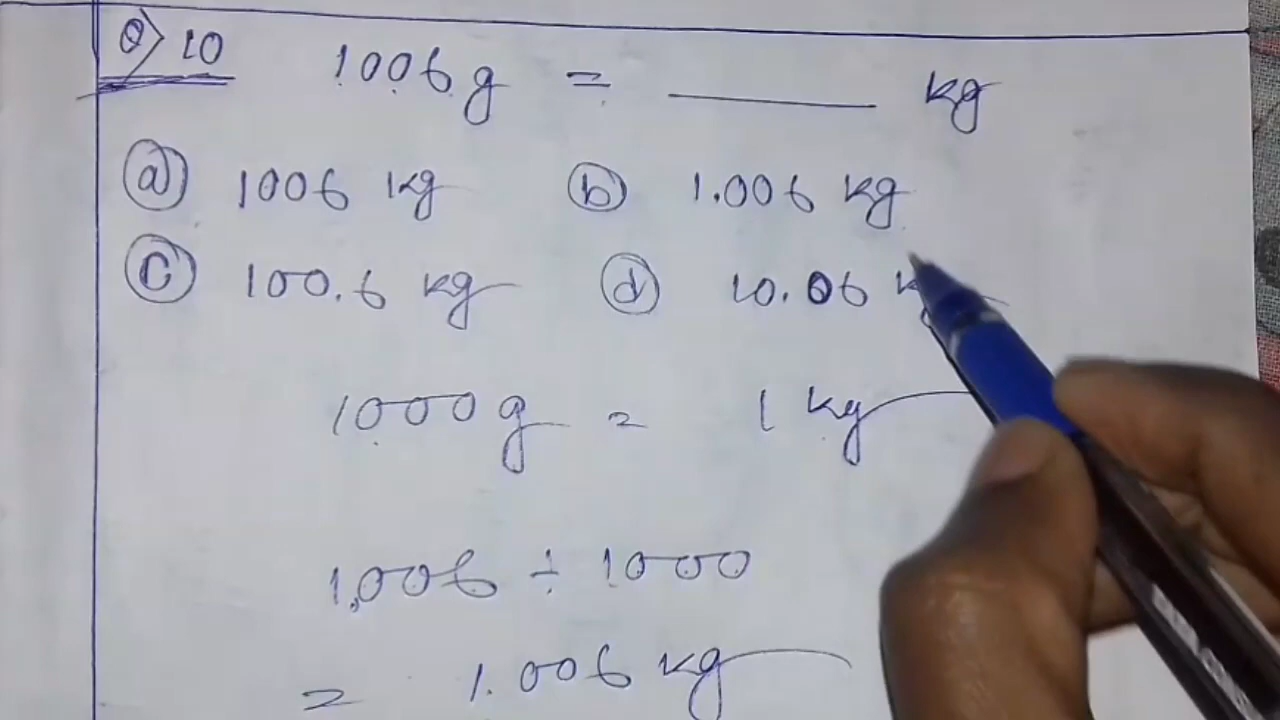 Q> 10 1006 g = ______ kg
(a) 1006 kg (b) 1.006 kg
(c) 100.6 kg (d) 10.06
1000 g = 1 kg
1,006 ÷ 1000
= 1.006 kg